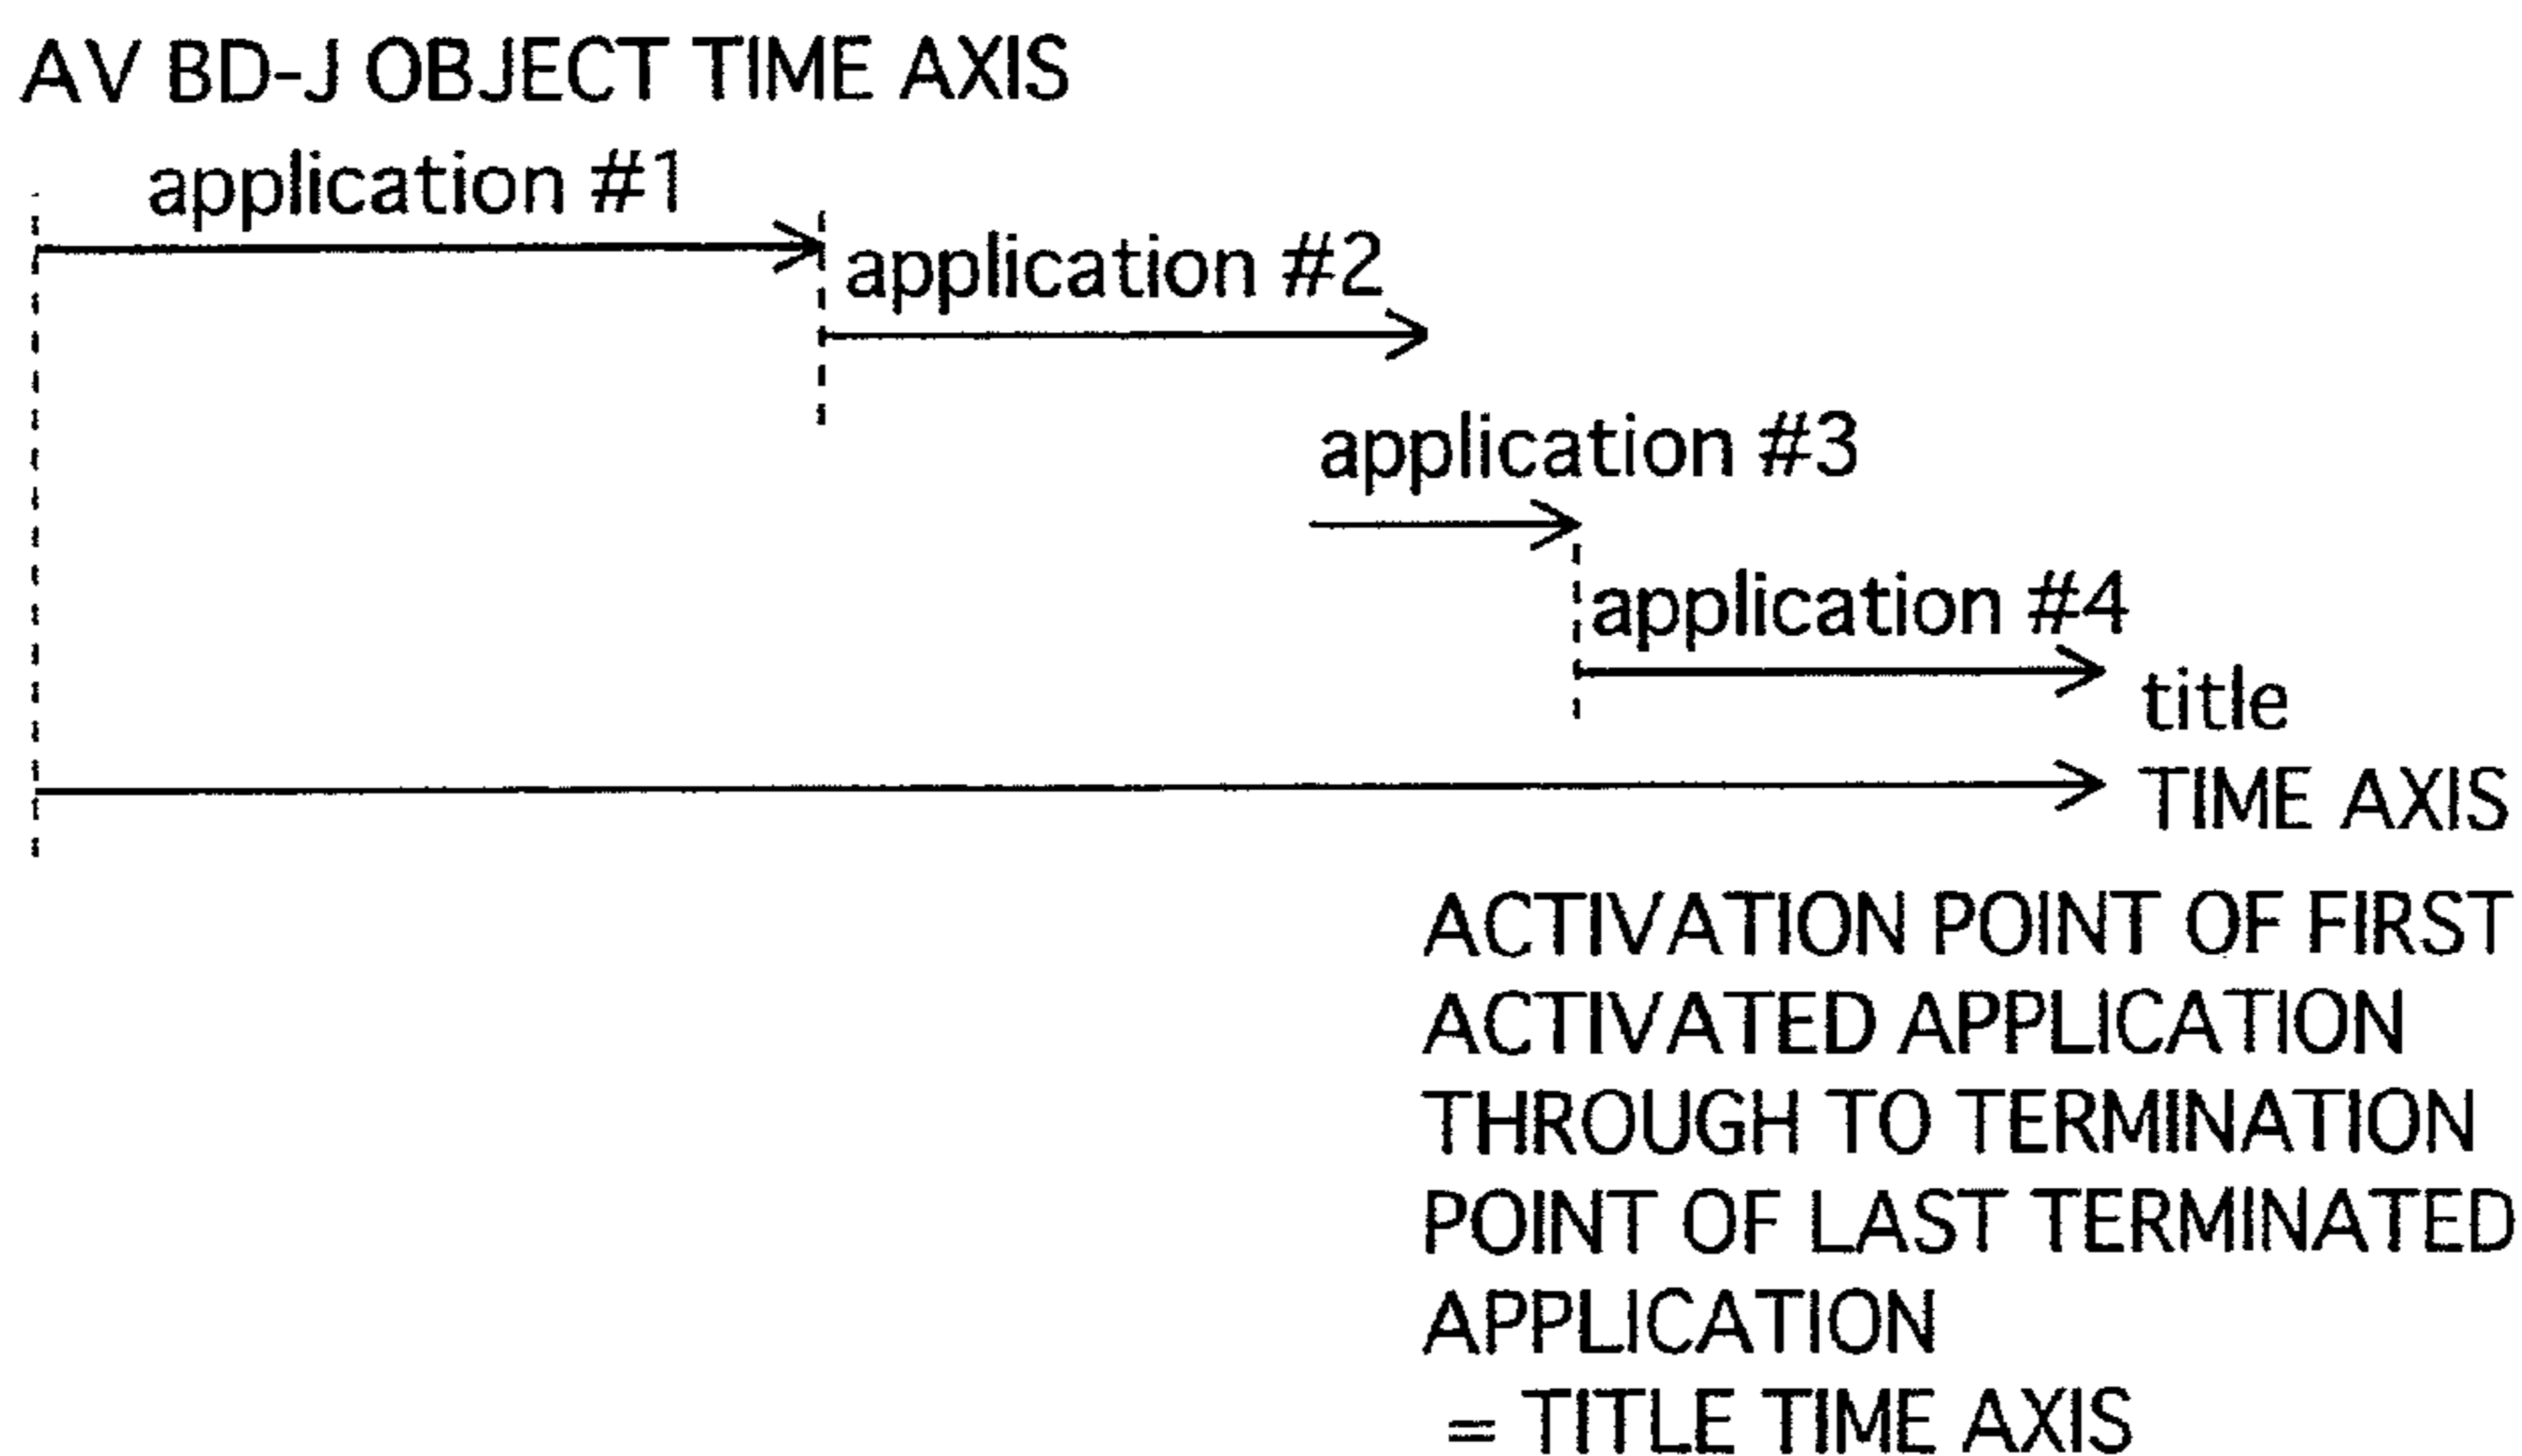 AV BD-J OBJECT TIME AXIS
application #1
application #2
application #3
application #4
title
TIME AXIS
ACTIVATION POINT OF FIRST
ACTIVATED APPLICATION
THROUGH TO TERMINATION
POINT OF LAST TERMINATED
APPLICATION
= TITLE TIME AXIS